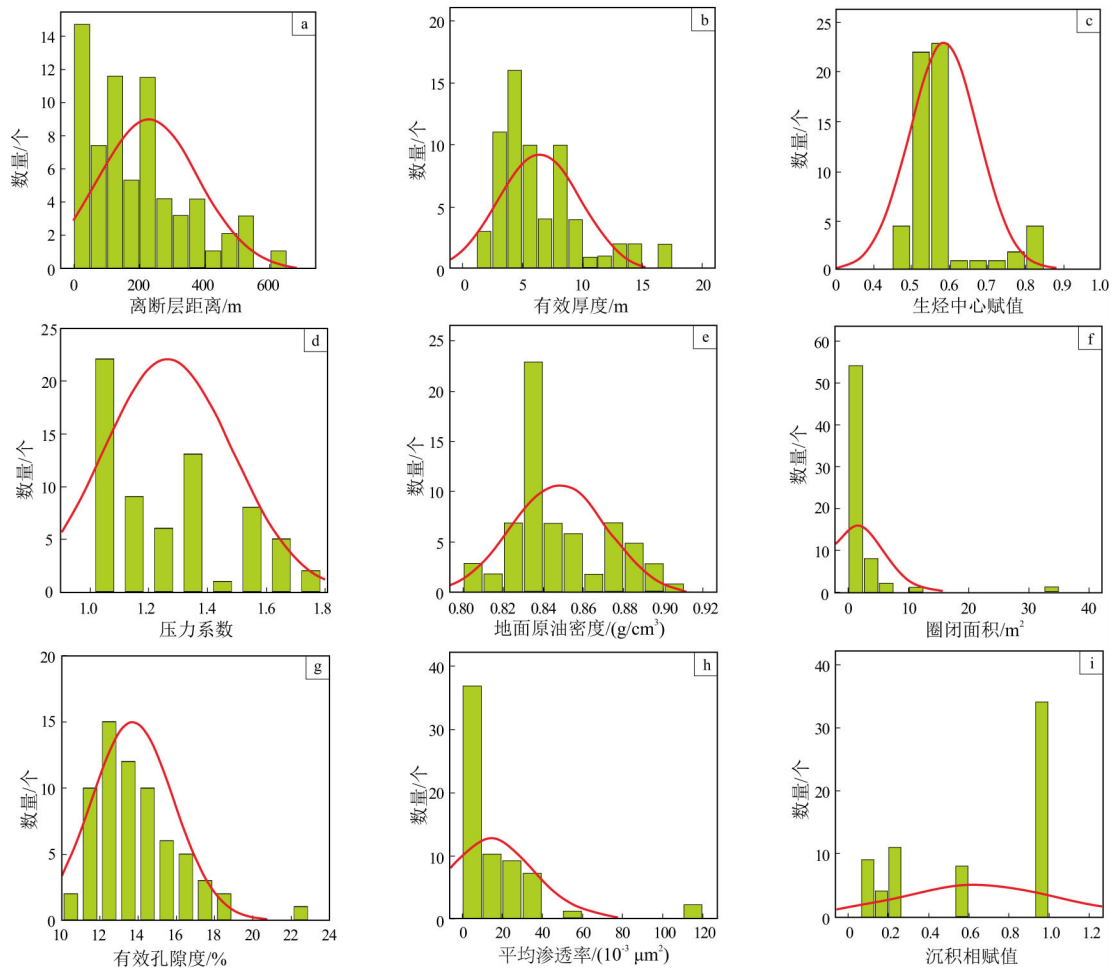 a
14
12
10
8
6
4
2
0
数量/个
0 200 400 600
离断层距离/m
b
20
15
10
5
0
数量/个
0 5 10 15 20
有效厚度/m
c
25
20
15
10
5
0
数量/个
0.3 0.4 0.5 0.6 0.7 0.8 0.9 1.0
生烃中心赋值
d
25
20
15
10
5
0
数量/个
1.0 1.2 1.4 1.6 1.8
压力系数
e
25
20
15
10
5
0
数量/个
0.80 0.82 0.84 0.86 0.88 0.90 0.92
地面原油密度/(g/cm³)
f
60
50
40
30
20
10
0
数量/个
0 10 20 30 40
圈闭面积/m²
g
20
15
10
5
0
数量/个
10 12 14 16 18 20 22 24
有效孔隙度/%
h
40
30
20
10
0
数量/个
0 20 40 60 80 100 120
平均渗透率/(10⁻³ μm²)
i
40
30
20
10
0
数量/个
0 0.2 0.4 0.6 0.8 1.0 1.2
沉积相赋值